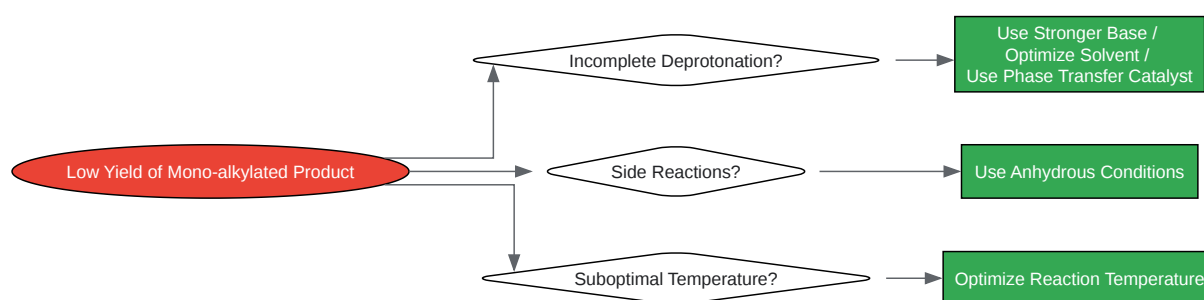 Low Yield of Mono-alkylated Product
Incomplete Deprotonation?
Use Stronger Base /
Optimize Solvent /
Use Phase Transfer Catalyst
Side Reactions?
Use Anhydrous Conditions
Suboptimal Temperature?
Optimize Reaction Temperature